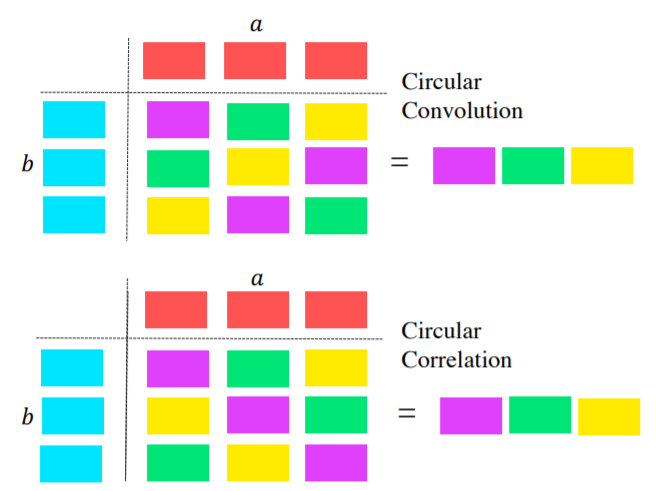 a
Circular
Convolution
b
=
a
Circular
Correlation
b
=